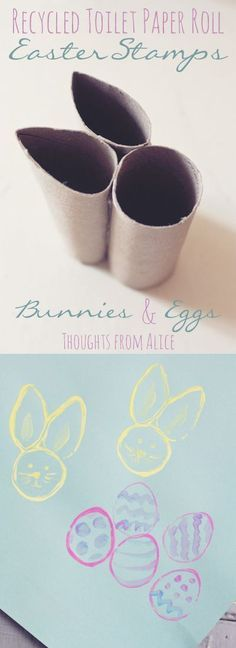 Recycled Toilet Paper Roll
Easter Stamps
Bunnies & Eggs
Thoughts from Alice